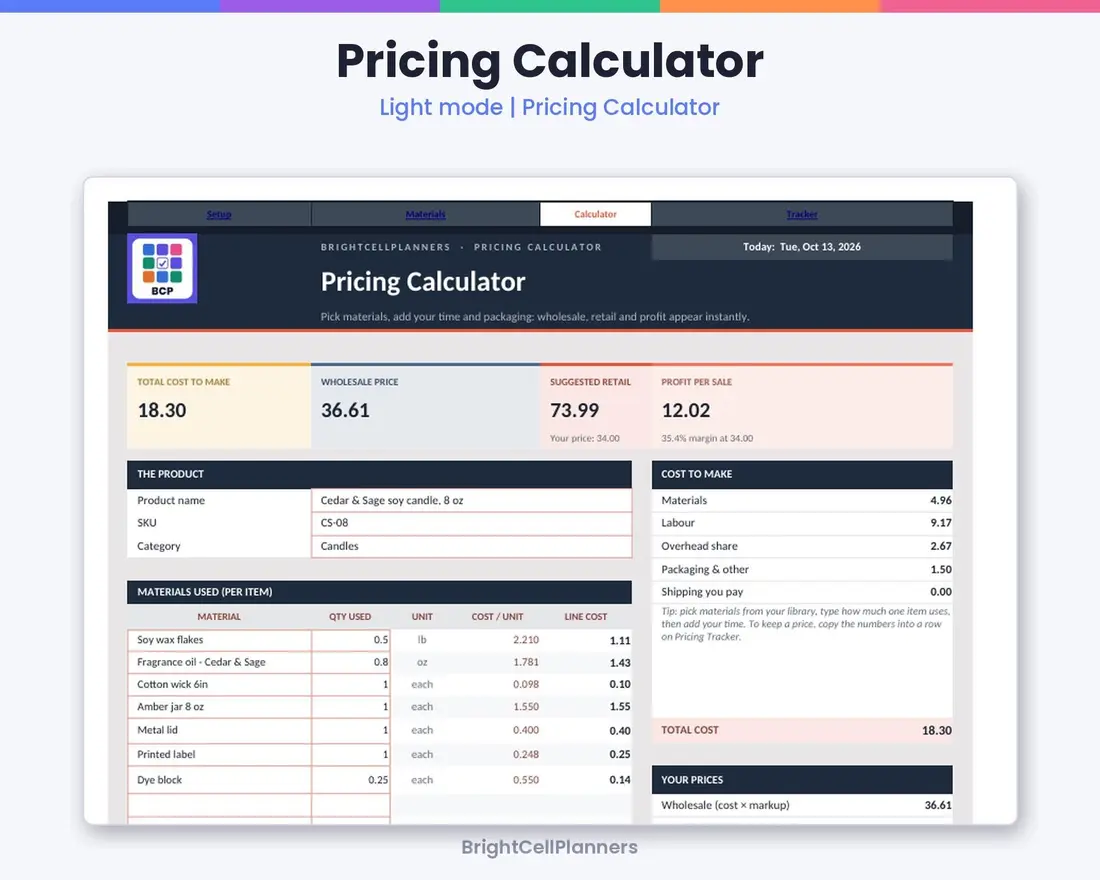 Pricing Calculator
Light mode | Pricing Calculator
Setup Materials Calculator Tracker
BRIGHTCELLPLANNERS · PRICING CALCULATOR
Today: Tue, Oct 13, 2026
BCP
Pricing Calculator
Pick materials, add your time and packaging: wholesale, retail and profit appear instantly.
TOTAL COST TO MAKE WHOLESALE PRICE SUGGESTED RETAIL PROFIT PER SALE
18.30 36.61 73.99 12.02
Your price: 34.00 35.4% margin at 34.00
THE PRODUCT
Product name Cedar & Sage soy candle, 8 oz
SKU CS-08
Category Candles
MATERIALS USED (PER ITEM)
MATERIAL QTY USED UNIT COST / UNIT LINE COST
Soy wax flakes 0.5 lb 2.210 1.11
Fragrance oil - Cedar & Sage 0.8 oz 1.781 1.43
Cotton wick 6in 1 each 0.098 0.10
Amber jar 8 oz 1 each 1.550 1.55
Metal lid 1 each 0.400 0.40
Printed label 1 each 0.248 0.25
Dye block 0.25 each 0.550 0.14
COST TO MAKE
Materials 4.96
Labour 9.17
Overhead share 2.67
Packaging & other 1.50
Shipping you pay 0.00
Tip: pick materials from your library, type how much one item uses,
then add your time. To keep a price, copy the numbers into a row
on Pricing Tracker.
TOTAL COST 18.30
YOUR PRICES
Wholesale (cost × markup) 36.61
BrightCellPlanners